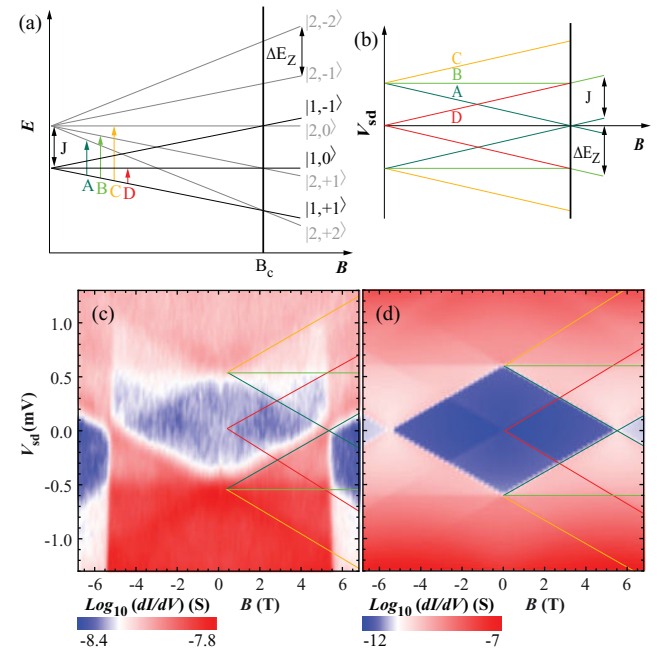 (a)
E
J
A
B
C
D
|2,-2⟩
ΔE_Z
|2,-1⟩
|1,-1⟩
|2,0⟩
|1,0⟩
|2,+1⟩
|1,+1⟩
|2,+2⟩
B_c
B
(b)
V_sd
C
B
A
D
J
B
ΔE_Z
(c)
V_sd (mV)
1.0
0.5
0.0
-0.5
-1.0
-6 -4 -2 0 2 4 6
Log_10 (dI/dV) (S)
B (T)
-8.4 -7.8
(d)
-6 -4 -2 0 2 4 6
Log_10 (dI/dV) (S)
B (T)
-12 -7